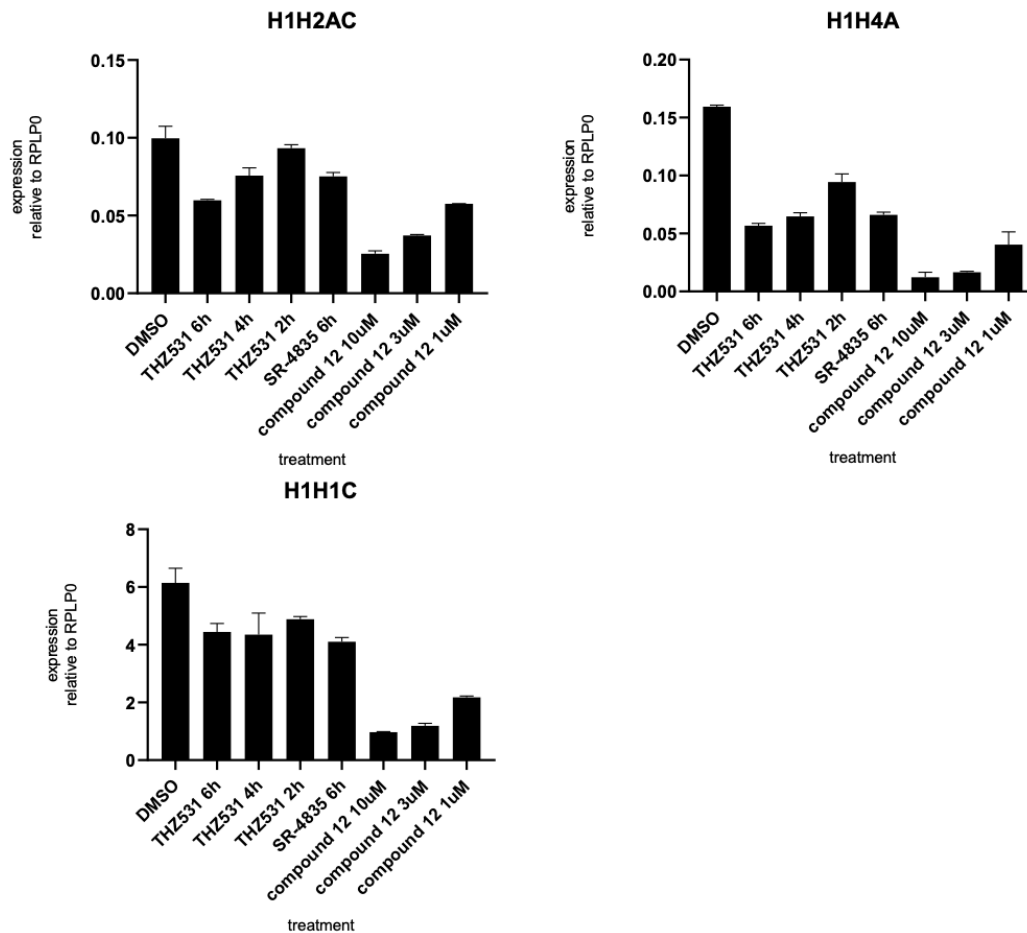 H1H2AC
expression
relative to RPLP0
0.15
0.10
0.05
0.00
DMSO
THZ531 6h
THZ531 4h
THZ531 2h
SR-4835 6h
compound 12 10uM
compound 12 3uM
compound 12 1uM
treatment
H1H4A
expression
relative to RPLP0
0.20
0.15
0.10
0.05
0.00
DMSO
THZ531 6h
THZ531 4h
THZ531 2h
SR-4835 6h
compound 12 10uM
compound 12 3uM
compound 12 1uM
treatment
H1H1C
expression
relative to RPLP0
8
6
4
2
0
DMSO
THZ531 6h
THZ531 4h
THZ531 2h
SR-4835 6h
compound 12 10uM
compound 12 3uM
compound 12 1uM
treatment